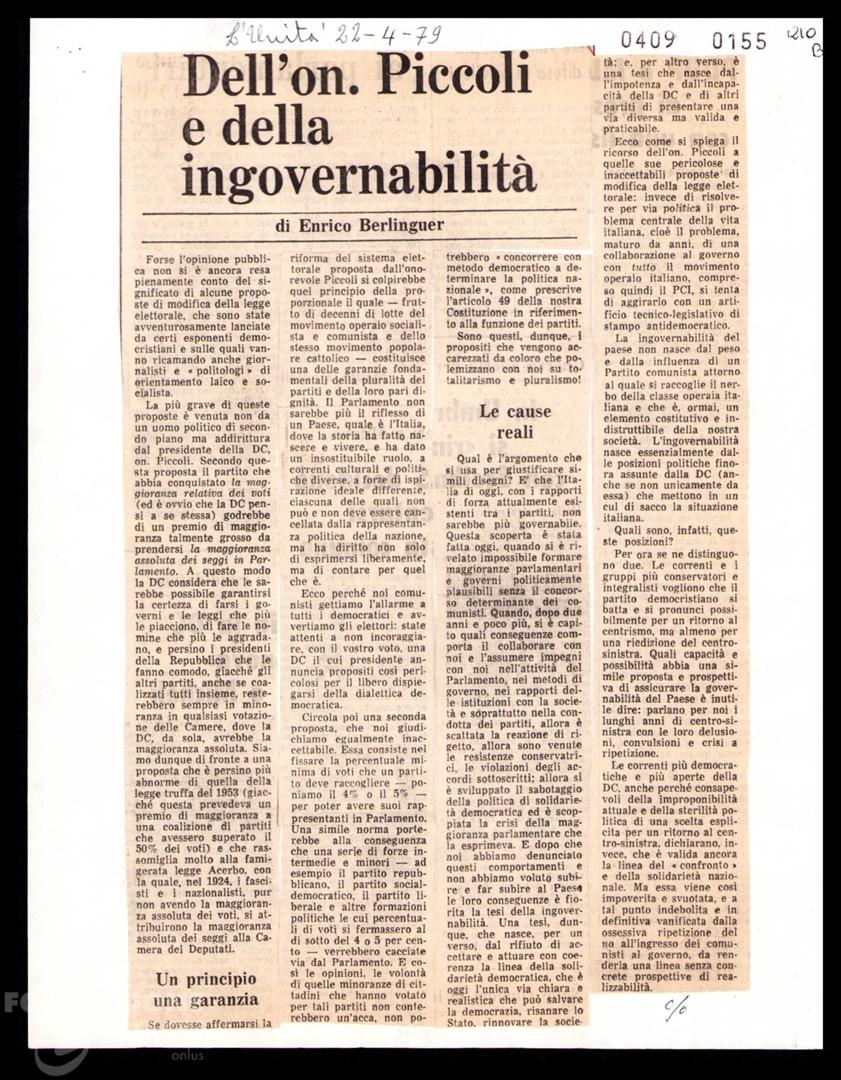 L'Unità 22-4-79
0409 0155
Dell'on. Piccoli
e della
ingovernabilità
di Enrico Berlinguer
Forse l'opinione pubbli-
ca non si è ancora resa
pienamente conto del si-
gnificato di alcune propo-
ste di modifica della legge
elettorale, che sono state
avventurosamente lanciate
da certi esponenti demo-
cristiani e sulle quali van-
no ricamando anche gior-
nalisti e « politologi » di
orientamento laico e so-
cialista.
La più grave di queste
proposte è venuta non da
un uomo politico di secon-
do piano ma addirittura
dal presidente della DC,
on. Piccoli. Secondo que-
sta proposta il partito che
abbia conquistato la mag-
gioranza relativa dei voti
(ed è ovvio che la DC pen-
si a se stessa) godrebbe
di un premio di maggio-
ranza talmente grosso da
prendersi la maggioranza
assoluta dei seggi in Par-
lamento. A questo modo
la DC considera che le sa-
rebbe possibile garantirsi
la certezza di farsi i go-
verni e le leggi che più
le piacciono, di fare le no-
mine che più le aggrada-
no, e persino i presidenti
della Repubblica che le
fanno comodo, giacché gli
altri partiti, anche se coa-
lizzati tutti insieme, reste-
rebbero sempre in mino-
ranza in qualsiasi votazio-
ne delle Camere, dove la
DC, da sola, avrebbe la
maggioranza assoluta. Sia-
mo dunque di fronte a una
proposta che è persino più
abnorme di quella della
legge truffa del 1953 (giac-
ché questa prevedeva un
premio di maggioranza a
una coalizione di partiti
che avessero superato il
50% dei voti) e che ras-
somiglia molto alla fami-
gerata legge Acerbo, con
la quale, nel 1924, i fasci-
sti e i nazionalisti, pur
non avendo la maggioran-
za assoluta dei voti, si at-
tribuirono la maggioranza
assoluta dei seggi alla Ca-
mera dei Deputati.
Un principio
una garanzia
Se dovesse affermarsi la
riforma del sistema elet-
torale proposta dall'ono-
revole Piccoli si colpirebbe
quel principio della pro-
porzionale il quale — frut-
to di decenni di lotte del
movimento operaio sociali-
sta e comunista e dello
stesso movimento popola-
re cattolico — costituisce
una delle garanzie fonda-
mentali della pluralità dei
partiti e della loro pari di-
gnità. Il Parlamento non
sarebbe più il riflesso di
un Paese, quale è l'Italia,
dove la storia ha fatto na-
scere e vivere, e ha dato
un insostituibile ruolo, a
correnti culturali e politi-
che diverse, a forze di ispi-
razione ideale differente,
ciascuna delle quali non
può e non deve essere can-
cellata dalla rappresentan-
za politica della nazione,
ma ha diritto non solo
di esprimersi liberamente,
ma di contare per quel
che è.
Ecco perché noi comu-
nisti gettiamo l'allarme a
tutti i democratici e av-
vertiamo gli elettori: state
attenti a non incoraggia-
re, con il vostro voto, una
DC il cui presidente an-
nuncia propositi così peri-
colosi per il libero dispie-
garsi della dialettica de-
mocratica.
Circola poi una seconda
proposta, che noi giudi-
chiamo egualmente inac-
cettabile. Essa consiste nel
fissare la percentuale mi-
nima di voti che un parti-
to deve raccogliere — po-
niamo il 4% o il 5% —
per poter avere suoi rap-
presentanti in Parlamento.
Una simile norma porte-
rebbe alla conseguenza
che una serie di forze in-
termedie e minori — ad
esempio il partito repub-
blicano, il partito social-
democratico, il partito li-
berale e altre formazioni
politiche le cui percentua-
li di voti si fermassero al
di sotto del 4 o 5 per cen-
to — verrebbero cacciate
via dal Parlamento. E co-
sì le opinioni, le volontà
di quelle minoranze di cit-
tadini che hanno votato
per tali partiti non conte-
rebbero un'acca, non po-
trebbero « concorrere con
metodo democratico a de-
terminare la politica na-
zionale », come prescrive
l'articolo 49 della nostra
Costituzione in riferimen-
to alla funzione dei partiti.
Sono questi, dunque, i
propositi che vengono ac-
carezzati da coloro che po-
lemizzano con noi su to-
talitarismo e pluralismo!
Le cause
reali
Qual è l'argomento che
si usa per giustificare si-
mili disegni? E' che l'Ita-
lia di oggi, con i rapporti
di forza attualmente esi-
stenti tra i partiti, non
sarebbe più governabile.
Questa scoperta è stata
fatta oggi, quando si è ri-
velato impossibile formare
maggioranze parlamentari
e governi politicamente
plausibili senza il concor-
so determinante dei co-
munisti. Quando, dopo due
anni e poco più, si è capi-
to quali conseguenze com-
porta il collaborare con
noi e l'assumere impegni
con noi nell'attività del
Parlamento, nei metodi di
governo, nei rapporti del-
le istituzioni con la socie-
tà e soprattutto nella con-
dotta dei partiti, allora è
scattata la reazione di ri-
getto, allora sono venute
le resistenze conservatri-
ci, le violazioni degli ac-
cordi sottoscritti; allora si
è sviluppato il sabotaggio
della politica di solidarie-
tà democratica ed è scop-
piata la crisi della mag-
gioranza parlamentare che
la esprimeva. E dopo che
noi abbiamo denunciato
questi comportamenti e
non abbiamo voluto subi-
re e far subire al Paese
le loro conseguenze è fio-
rita la tesi della ingover-
nabilità. Una tesi, dun-
que, che nasce, per un
verso, dal rifiuto di ac-
cettare e attuare con coe-
renza la linea della soli-
darietà democratica, che è
oggi l'unica via chiara e
realistica che può salvare
la democrazia, risanare lo
Stato, rinnovare la socie-
tà; e, per altro verso, è
una tesi che nasce dal-
l'impotenza e dall'incapa-
cità della DC e di altri
partiti di presentare una
via diversa ma valida e
praticabile.
Ecco come si spiega il
ricorso dell'on. Piccoli a
quelle sue pericolose e
inaccettabili proposte di
modifica della legge elet-
torale: invece di risolve-
re per via politica il pro-
blema centrale della vita
italiana, cioè il problema,
maturo da anni, di una
collaborazione al governo
con tutto il movimento
operaio italiano, compre-
so quindi il PCI, si tenta
di aggirarlo con un arti-
ficio tecnico-legislativo di
stampo antidemocratico.
La ingovernabilità del
paese non nasce dal peso
e dalla influenza di un
Partito comunista attorno
al quale si raccoglie il ner-
bo della classe operaia ita-
liana e che è, ormai, un
elemento costitutivo e in-
distruttibile della nostra
società. L'ingovernabilità
nasce essenzialmente dal-
le posizioni politiche fino-
ra assunte dalla DC (an-
che se non unicamente da
essa) che mettono in un
cul di sacco la situazione
italiana.
Quali sono, infatti, que-
ste posizioni?
Per ora se ne distinguo-
no due. Le correnti e i
gruppi più conservatori e
integralisti vogliono che il
partito democristiano si
batta e si pronunci possi-
bilmente per un ritorno al
centrismo, ma almeno per
una riedizione del centro-
sinistra. Quali capacità e
possibilità abbia una si-
mile proposta e prospetti-
va di assicurare la gover-
nabilità del Paese è inuti-
le dire: parlano per noi i
lunghi anni di centro-si-
nistra con le loro delusio-
ni, convulsioni e crisi a
ripetizione.
Le correnti più democra-
tiche e più aperte della
DC, anche perché consape-
voli della improponibilità
attuale e della sterilità po-
litica di una scelta espli-
cita per un ritorno al cen-
tro-sinistra, dichiarano, in-
vece, che è valida ancora
la linea del « confronto »
e della solidarietà nazio-
nale. Ma essa viene così
impoverita e svuotata, e a
tal punto indebolita e in
definitiva vanificata dalla
ossessiva ripetizione del
no all'ingresso dei comu-
nisti al governo, da ren-
derla una linea senza con-
crete prospettive di rea-
lizzabilità.
onlus